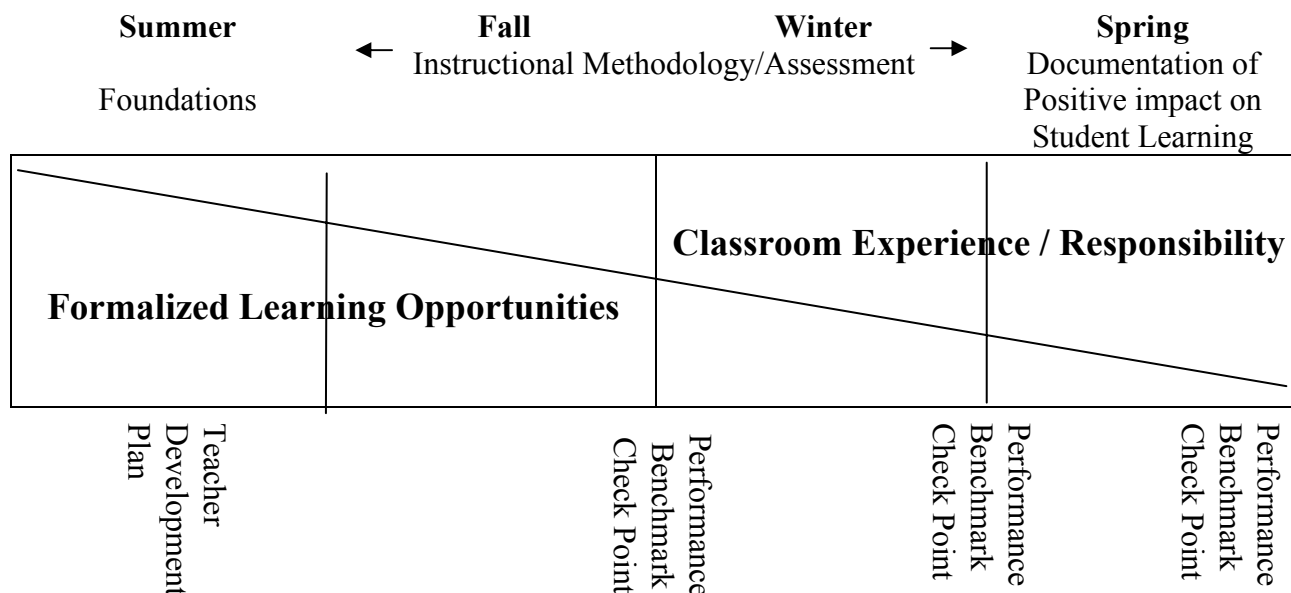 Summer
Fall
Winter
Spring
Foundations
Instructional Methodology/Assessment
Documentation of
Positive impact on
Student Learning
Classroom Experience / Responsibility
Formalized Learning Opportunities
Teacher
Development
Plan
Performance
Benchmark
Check Point
Performance
Benchmark
Check Point
Performance
Benchmark
Check Point